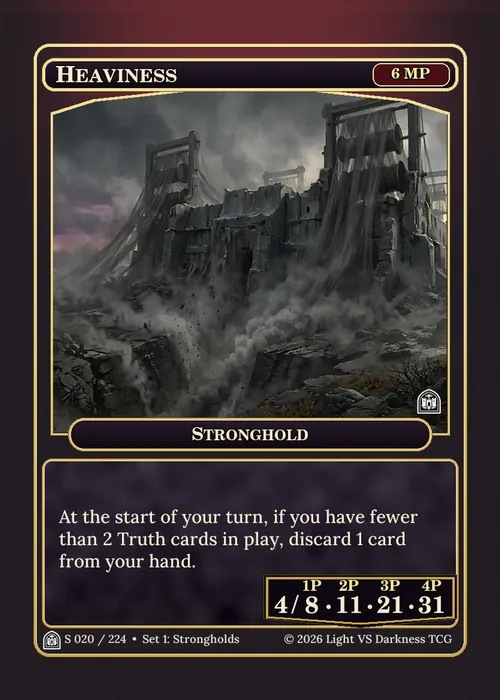 HEAVINESS
6 MP
STRONGHOLD
At the start of your turn, if you have fewer
than 2 Truth cards in play, discard 1 card
from your hand.
1P 2P 3P 4P
4/8·11·21·31
S 020 / 224 • Set 1: Strongholds
© 2026 Light VS Darkness TCG